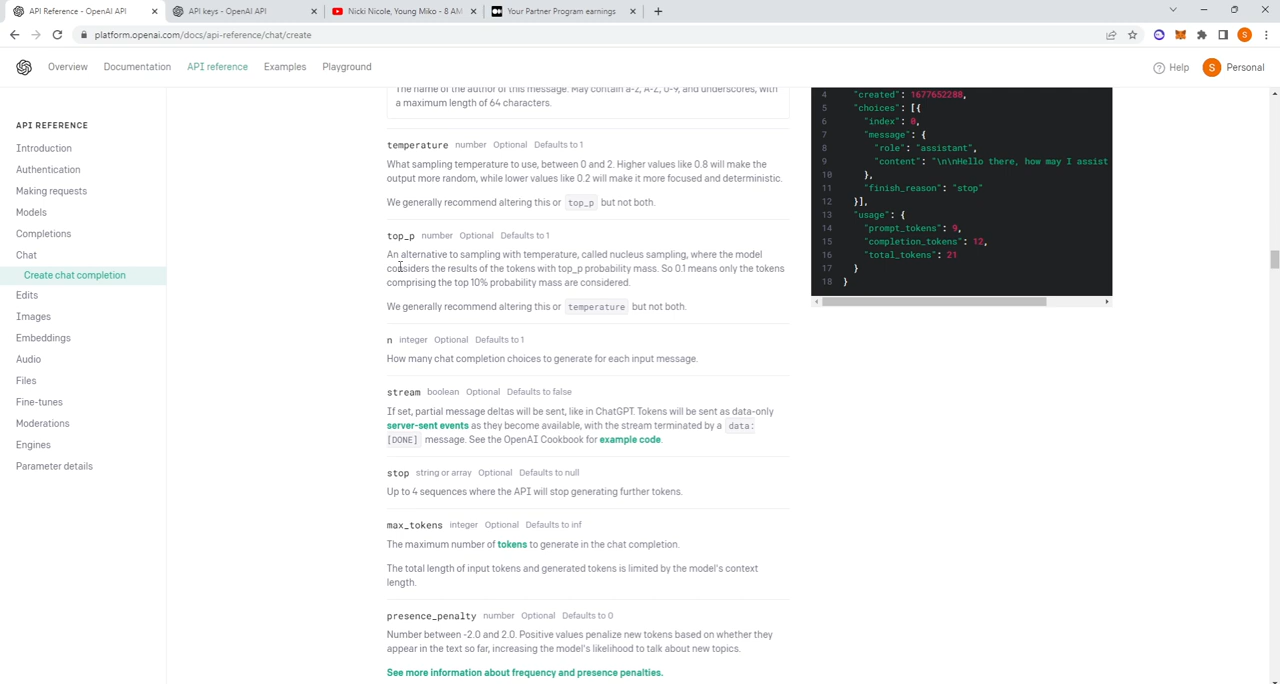 API Reference - OpenAI API
API keys - OpenAI API
Nicki Nicole, Young Miko - 8 AM
Your Partner Program earnings
platform.openai.com/docs/api-reference/chat/create
S
Overview Documentation API reference Examples Playground
Help S Personal
API REFERENCE
Introduction
Authentication
Making requests
Models
Completions
Chat
Create chat completion
Edits
Images
Embeddings
Audio
Files
Fine-tunes
Moderations
Engines
Parameter details
The name of the author of this message. May contain a-z, A-Z, 0-9, and underscores, with
a maximum length of 64 characters.
temperature number Optional Defaults to 1
What sampling temperature to use, between 0 and 2. Higher values like 0.8 will make the
output more random, while lower values like 0.2 will make it more focused and deterministic.
We generally recommend altering this or top_p but not both.
top_p number Optional Defaults to 1
An alternative to sampling with temperature, called nucleus sampling, where the model
considers the results of the tokens with top_p probability mass. So 0.1 means only the tokens
comprising the top 10% probability mass are considered.
We generally recommend altering this or temperature but not both.
n integer Optional Defaults to 1
How many chat completion choices to generate for each input message.
stream boolean Optional Defaults to false
If set, partial message deltas will be sent, like in ChatGPT. Tokens will be sent as data-only
server-sent events as they become available, with the stream terminated by a data:
[DONE] message. See the OpenAI Cookbook for example code.
stop string or array Optional Defaults to null
Up to 4 sequences where the API will stop generating further tokens.
max_tokens integer Optional Defaults to inf
The maximum number of tokens to generate in the chat completion.
The total length of input tokens and generated tokens is limited by the model's context
length.
presence_penalty number Optional Defaults to 0
Number between -2.0 and 2.0. Positive values penalize new tokens based on whether they
appear in the text so far, increasing the model's likelihood to talk about new topics.
See more information about frequency and presence penalties.
4 "created": 1677652288,
5 "choices": [{
6 "index": 0,
7 "message": {
8 "role": "assistant",
9 "content": "\n\nHello there, how may I assist
10 },
11 "finish_reason": "stop"
12 }],
13 "usage": {
14 "prompt_tokens": 9,
15 "completion_tokens": 12,
16 "total_tokens": 21
17 }
18 }